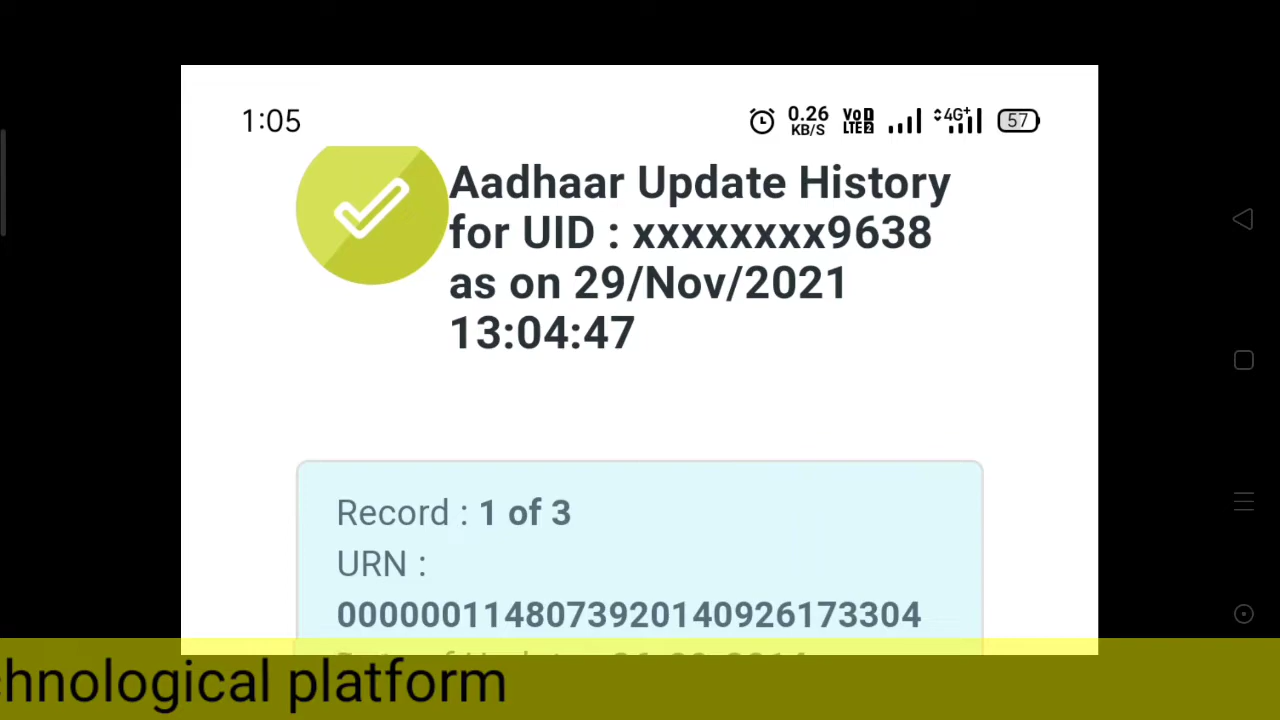 1:05 0.26 KB/S VoD LTE2 4G+ 57
Aadhaar Update History
for UID : xxxxxxxx9638
as on 29/Nov/2021
13:04:47
Record : 1 of 3
URN :
0000001148073920140926173304
chnological platform